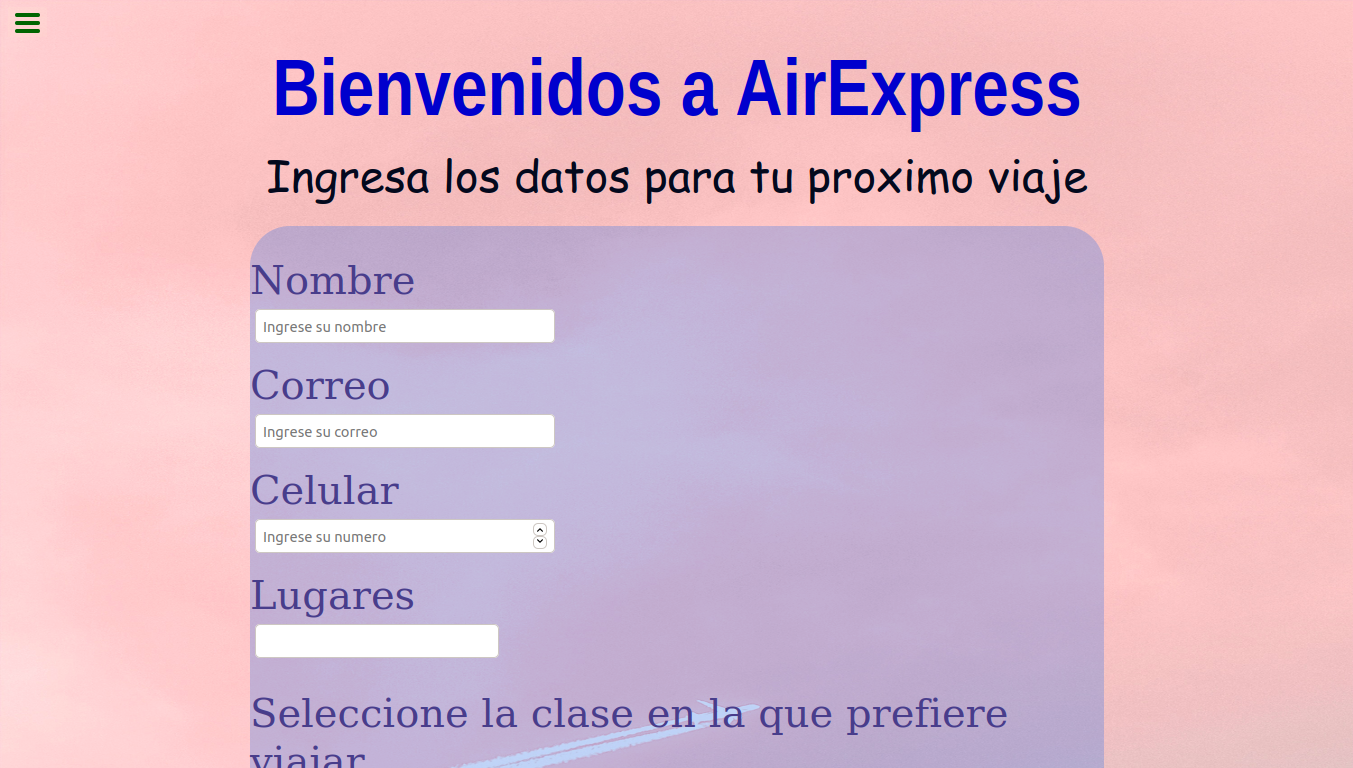 Bienvenidos a AirExpress
Ingresa los datos para tu proximo viaje
Nombre
Ingrese su nombre
Correo
Ingrese su correo
Celular
Ingrese su numero
Lugares
Seleccione la clase en la que prefiere
viajar